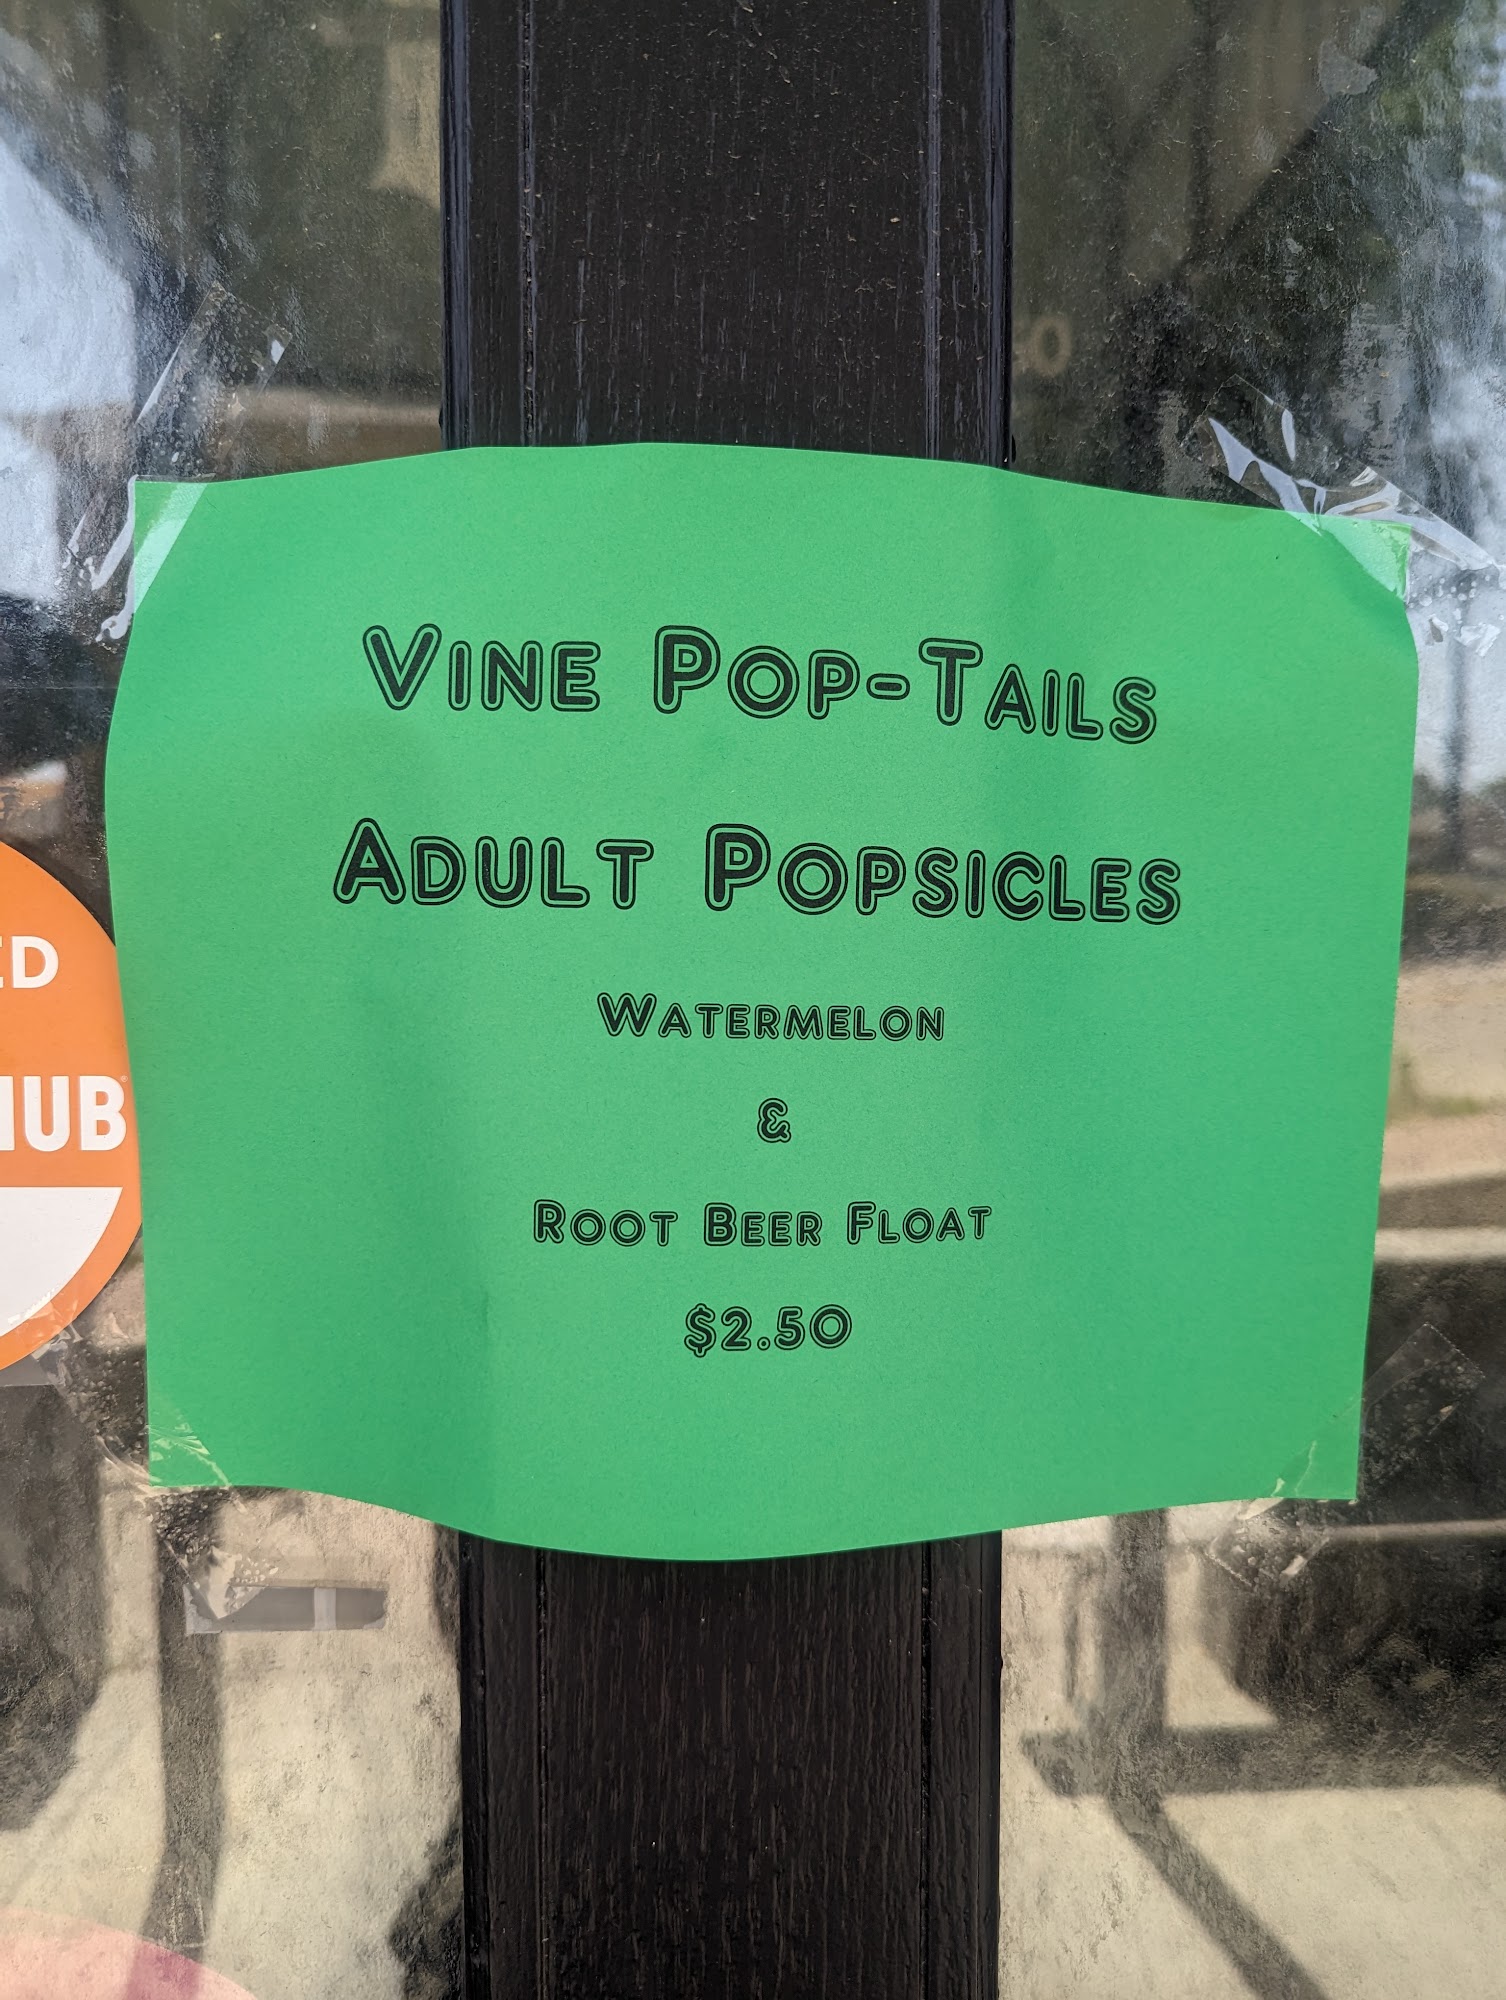 Vine Pop-Tails
Adult Popsicles
Watermelon
&
Root Beer Float
$2.50
ED
HUB